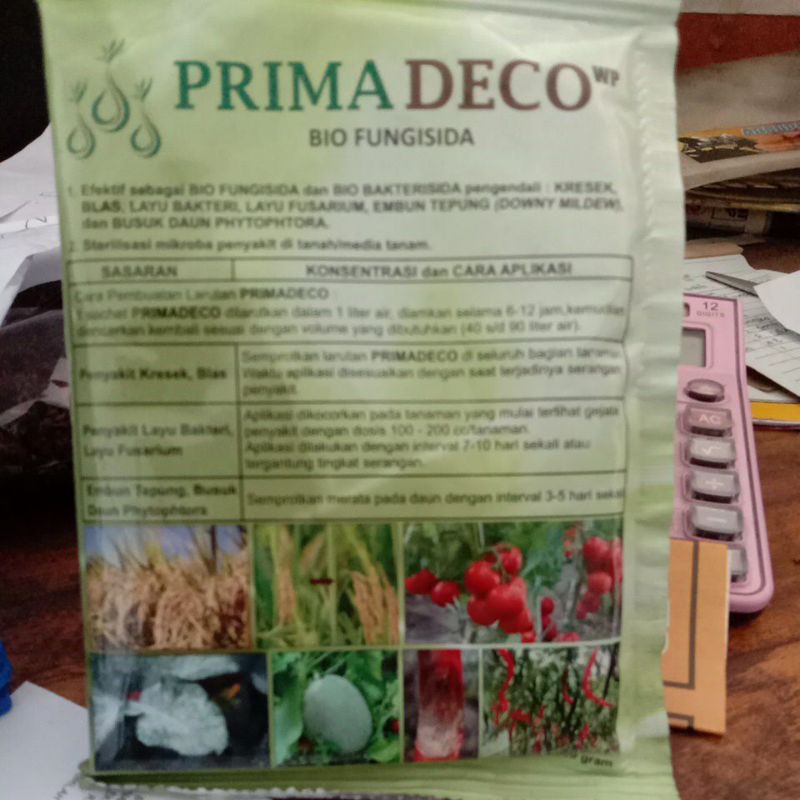 PRIMADECO WP
BIO FUNGISIDA
1. Efektif sebagai BIO FUNGISIDA dan BIO BAKTERISIDA pengendali : KRESEK,
BLAS, LAYU BAKTERI, LAYU FUSARIUM, EMBUN TEPUNG (DOWNY MILDEW),
dan BUSUK DAUN PHYTOPHTORA.
2. Sterilisasi mikroba penyakit di tanah/media tanam.
SASARAN KONSENTRASI dan CARA APLIKASI
Cara Pembuatan Larutan PRIMADECO :
1 sachet PRIMADECO dilarutkan dalam 1 liter air, diamkan selama 6-12 jam, kemudian
diencerkan kembali sesuai dengan volume yang dibutuhkan (40 s/d 90 liter air).
Penyakit Kresek, Blas
Semprotkan larutan PRIMADECO di seluruh bagian tanaman.
Waktu aplikasi disesuaikan dengan saat terjadinya serangan
penyakit.
Penyakit Layu Bakteri,
Layu Fusarium
Aplikasi dikocorkan pada tanaman yang mulai terlihat gejala
penyakit dengan dosis 100 - 200 cc/tanaman.
Aplikasi dilakukan dengan interval 7-10 hari sekali atau
tergantung tingkat serangan.
Embun Tepung, Busuk
Daun Phytophtora
Semprotkan merata pada daun dengan interval 3-5 hari sekal
gram
12
DIGITS
AC